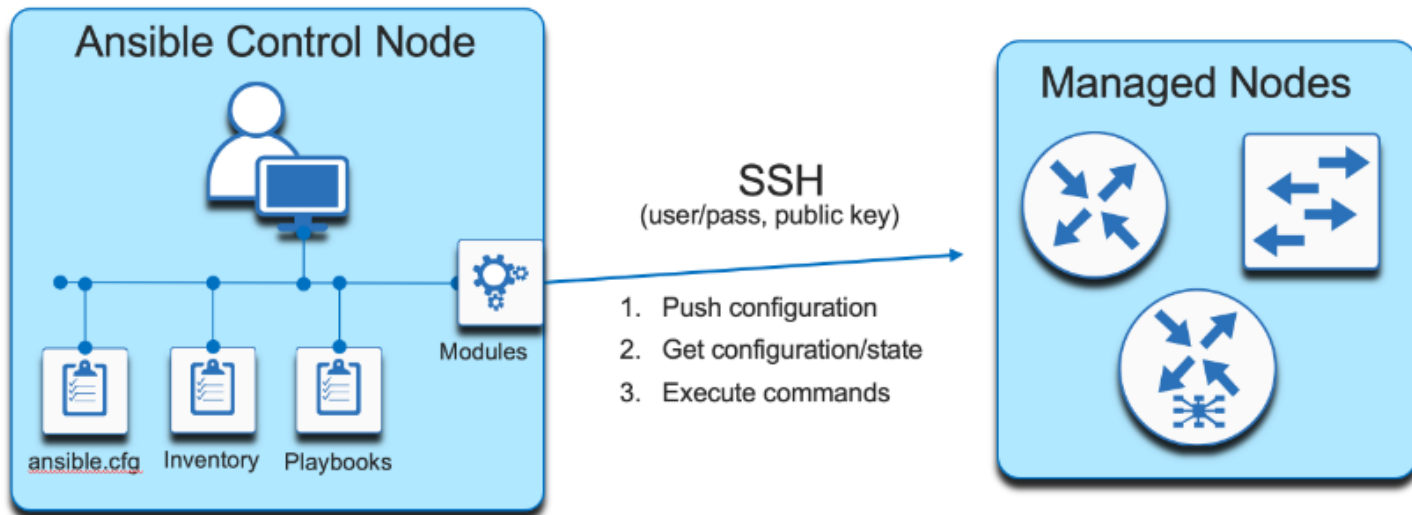 Ansible Control Node
Modules
ansible.cfg
Inventory
Playbooks
SSH
(user/pass, public key)
1. Push configuration
2. Get configuration/state
3. Execute commands
Managed Nodes